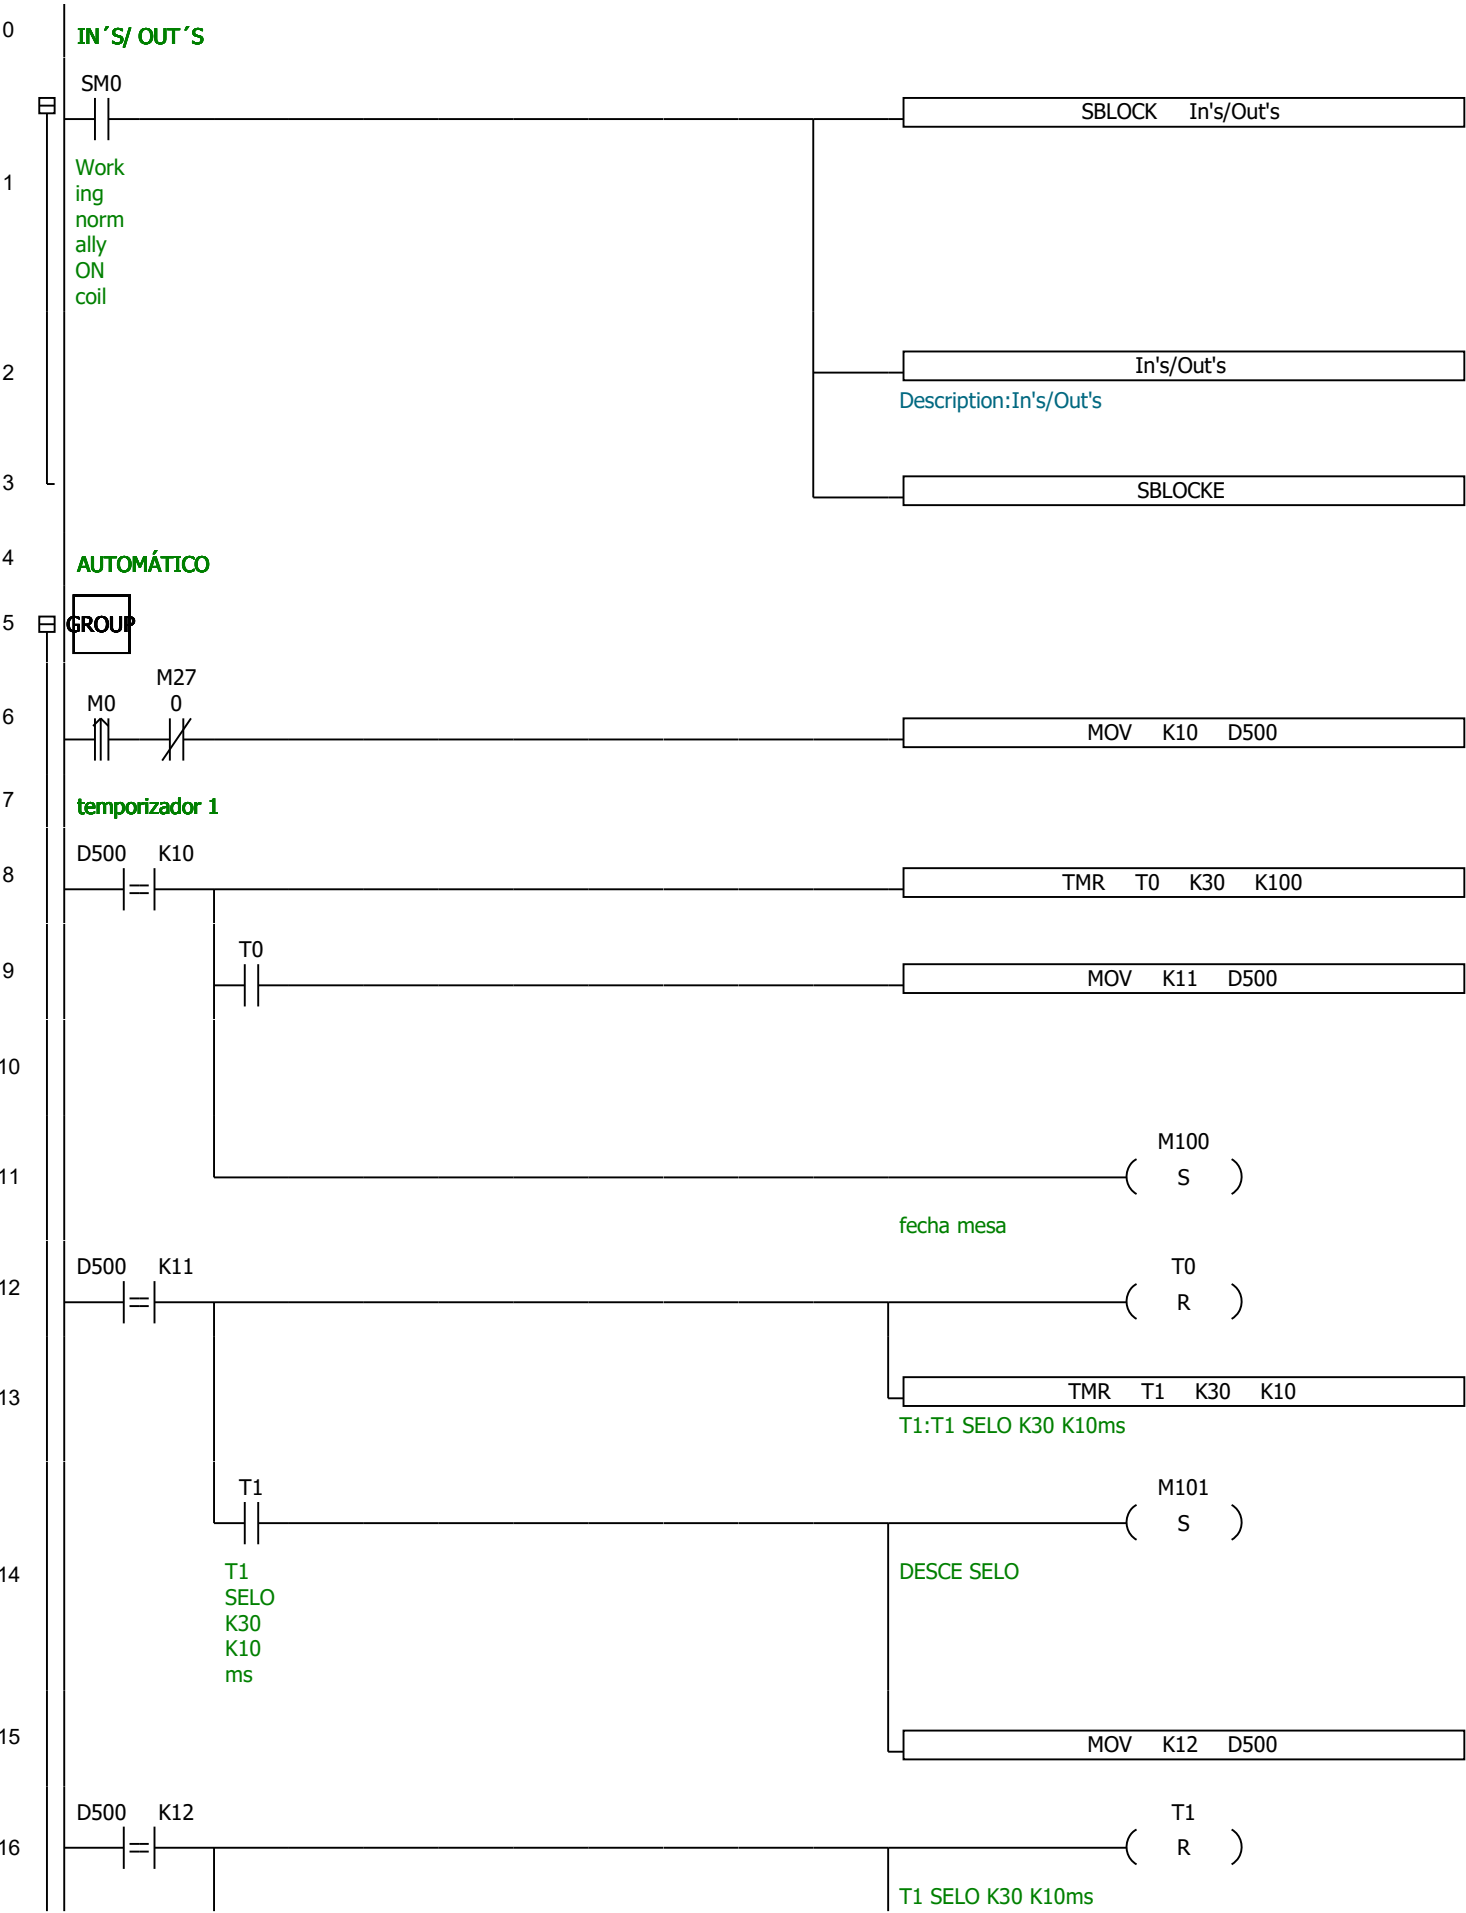 0
IN´S/ OUT´S
SM0
SBLOCK In's/Out's
1
Work
ing
norm
ally
ON
coil
2
In's/Out's
Description:In's/Out's
3
SBLOCKE
4
AUTOMÁTICO
5
GROUP
M27
M0 0
6
MOV K10 D500
7
temporizador 1
D500 K10
8
TMR T0 K30 K100
T0
9
MOV K11 D500
10
M100
11
S
fecha mesa
D500 K11
T0
12
R
13
TMR T1 K30 K10
T1:T1 SELO K30 K10ms
T1
M101
S
14
T1
SELO
K30
K10
ms
DESCE SELO
15
MOV K12 D500
D500 K12
T1
16
R
T1 SELO K30 K10ms